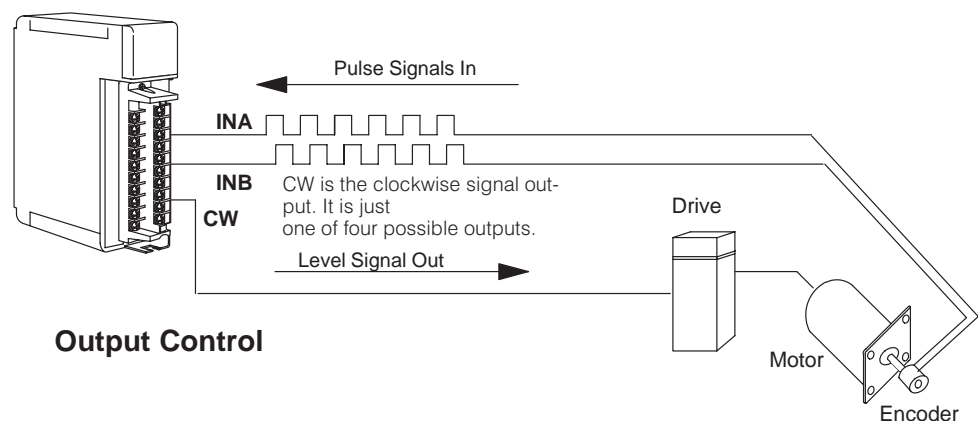 Pulse Signals In
INA
INB
CW is the clockwise signal out-
put. It is just
one of four possible outputs.
CW
Drive
Level Signal Out
Output Control
Motor
Encoder